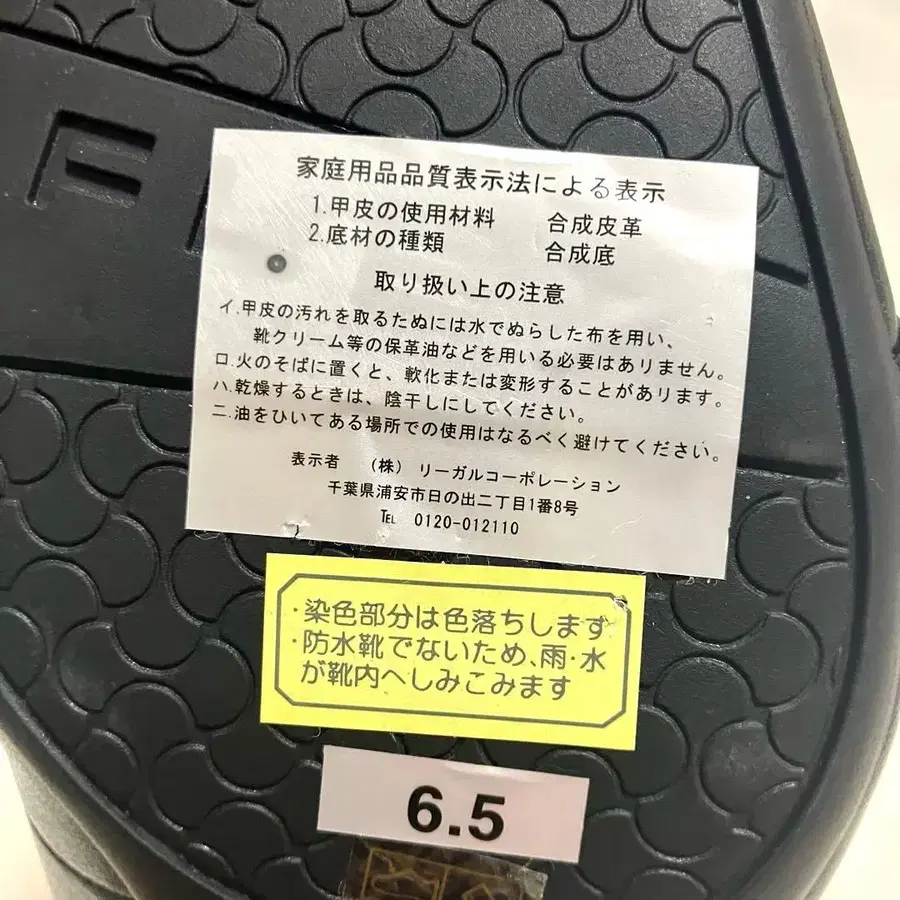 家庭用品品質表示法による表示
1.甲皮の使用材料 合成皮革
2.底材の種類 合成底
取り扱い上の注意
イ.甲皮の汚れを取るたぬには水でぬらした布を用い、
靴クリーム等の保革油などを用いる必要はありません。
ロ.火のそばに置くと、軟化または変形することがあります。
ハ.乾燥するときは、陰干しにしてください。
ニ.油をひいてある場所での使用はなるべく避けてください。
表示者 (株) リーガルコーポレーション
千葉県浦安市日の出二丁目1番8号
TEL 0120-012110
・染色部分は色落ちします
・防水靴でないため、雨・水
が靴内へしみこみます
6.5